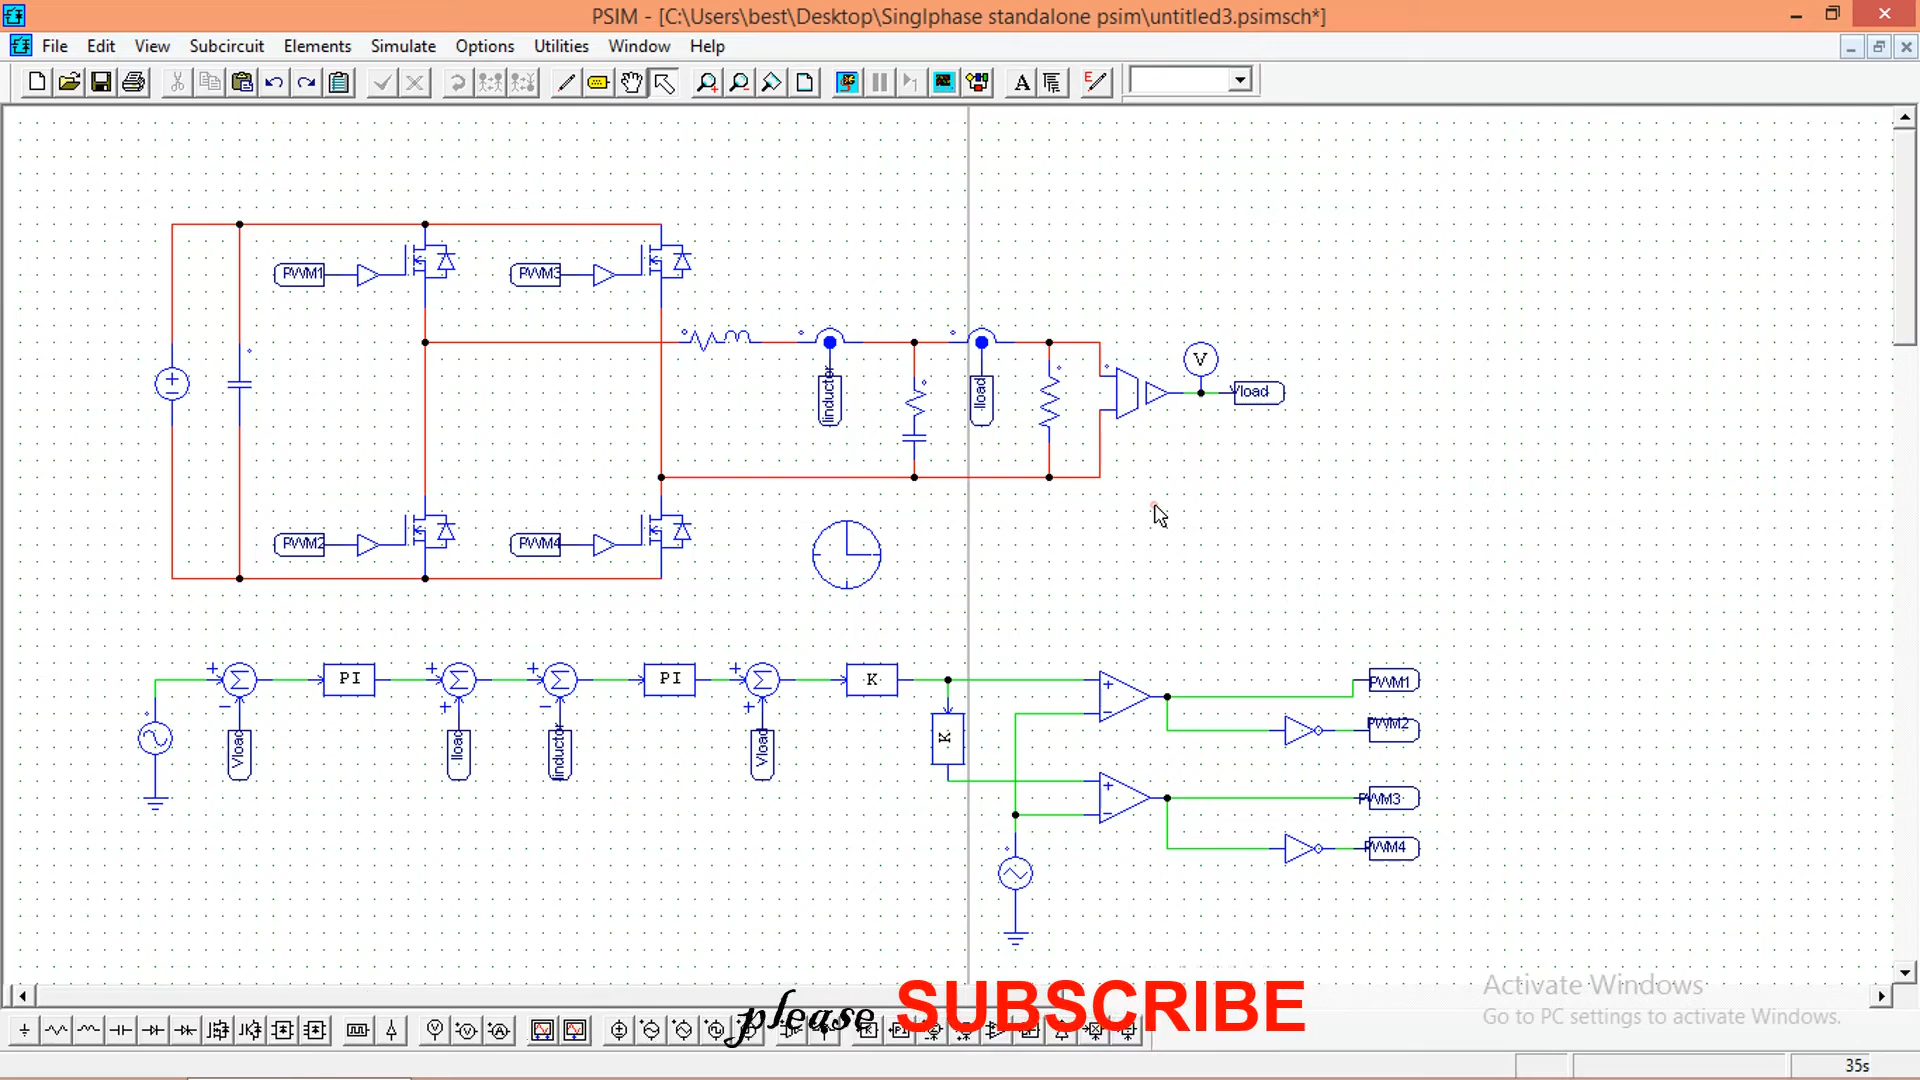 PSIM - [C:\Users\best\Desktop\Singlphase standalone psim\untitled3.psimsch*]
File Edit View Subcircuit Elements Simulate Options Utilities Window Help
PWM1
PWM3
V
Iinductor
Iload
Vload
PWM2
PWM4
PI
PI
K
K
Vload
Iload
Iinductor
Vload
PWM1
PWM2
PWM3
PWM4
please SUBSCRIBE
Activate Windows
Go to PC settings to activate Windows.
35s